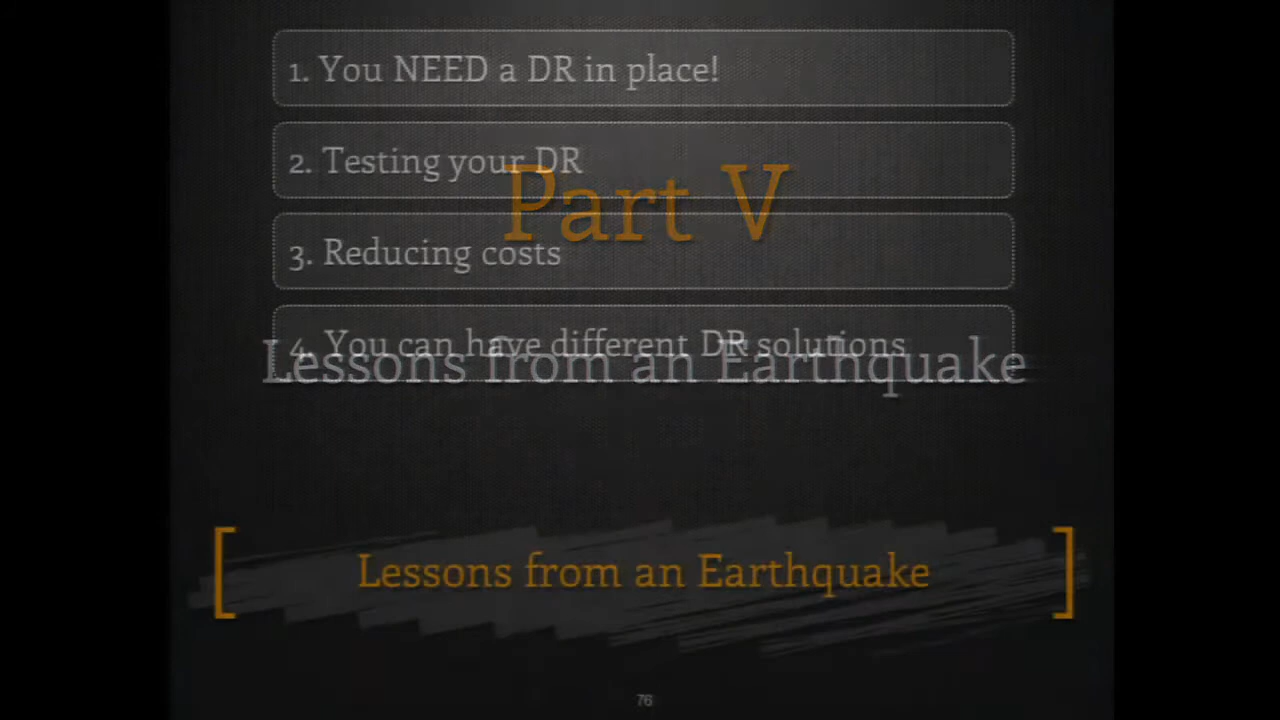 1. You NEED a DR in place!
2. Testing your DR
Part V
3. Reducing costs
4. You can have different DR solutions
Lessons from an Earthquake
Lessons from an Earthquake
76